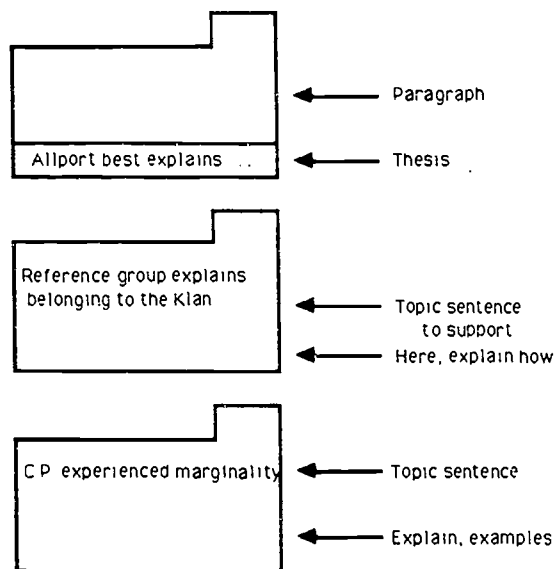 Paragraph
Allport best explains ..
Thesis
Reference group explains
belonging to the Klan
Topic sentence
to support
Here, explain how
C P experienced marginality
Topic sentence
Explain, examples